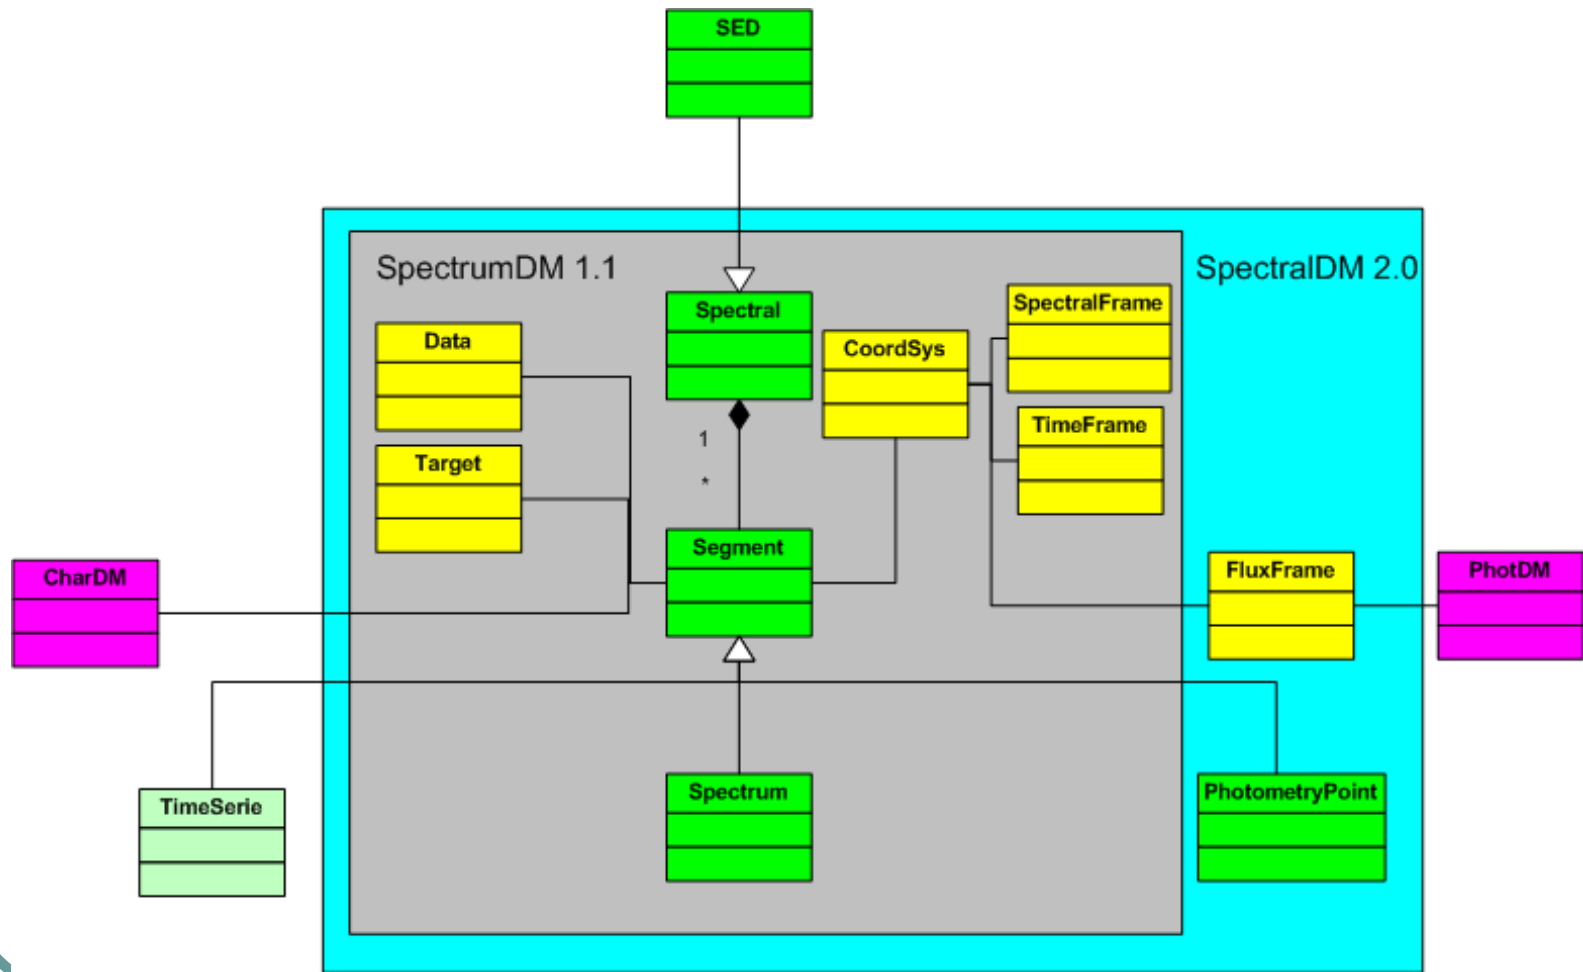 SED
SpectrumDM 1.1
SpectralDM 2.0
Spectral
SpectralFrame
Data
CoordSys
TimeFrame
1
Target
*
Segment
CharDM
FluxFrame
PhotDM
TimeSerie
Spectrum
PhotometryPoint